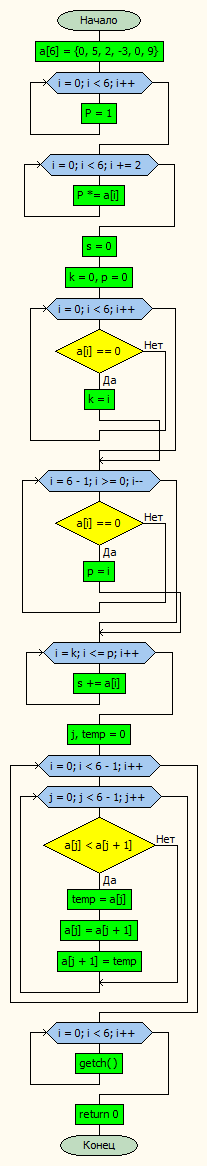 Начало
a[6] = {0, 5, 2, -3, 0, 9}
i = 0; i < 6; i++
P = 1
i = 0; i < 6; i += 2
P *= a[i]
s = 0
k = 0, p = 0
i = 0; i < 6; i++
a[i] == 0
Нет
Да
k = i
i = 6 - 1; i >= 0; i--
a[i] == 0
Нет
Да
p = i
i = k; i <= p; i++
s += a[i]
j, temp = 0
i = 0; i < 6 - 1; i++
j = 0; j < 6 - 1; j++
a[j] < a[j + 1]
Нет
Да
temp = a[j]
a[j] = a[j + 1]
a[j + 1] = temp
i = 0; i < 6; i++
getch( )
return 0
Конец